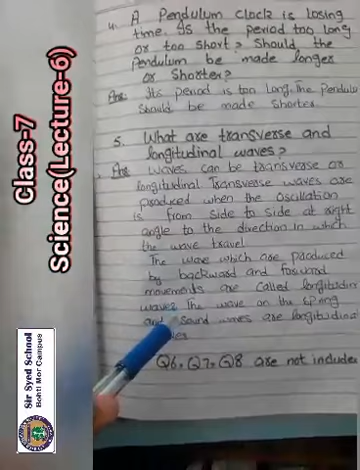 Class-7
Science(Lecture-6)
Sir Syed School
Bohti Mor Campus
4. A Pendulum clock is losing
time. Is the period too long
or too short? Should the
Pendulum be made longer
or shorter?
Ans: Its period is too long, The Pendulu
Should be made Shorter.
5. What are transverse and
longitudinal waves?
Ans waves can be transverse or
longitudinal Transverse waves are
produced when the oscillation
is from side to side at right
angle to the direction in which
the wave travel
The wave which are produced
by backward and forward
movements are called longitudin
waves. The wave on the spring
and Sound waves are longitudina
Q6, Q7, Q8 are not include